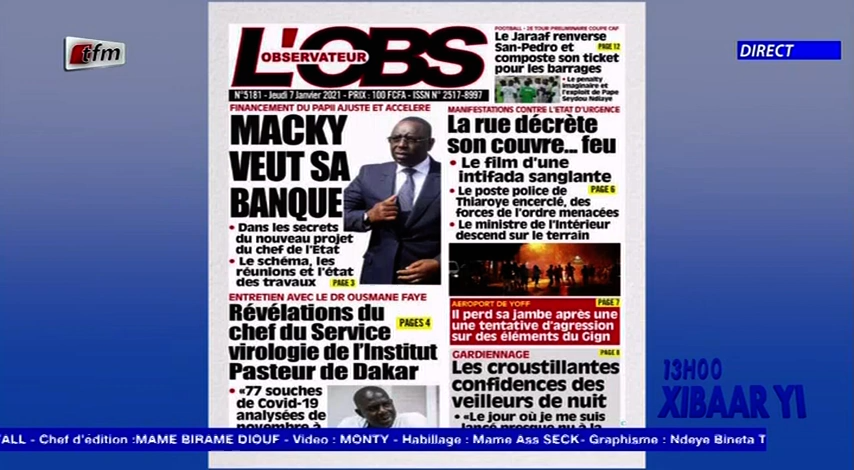 tfm
DIRECT
L'OBS
OBSERVATEUR
N°5181 - Jeudi 7 Janvier 2021 - PRIX : 100 FCFA - ISSN N° 2517-8997
FOOTBALL - 2E TOUR PRELIMINAIRE COUPE CAF
Le Jaraaf renverse
San-Pedro et
PAGE 12
composte son ticket
pour les barrages
• Le penalty
imaginaire et
l'exploit de Pape
Seydou Ndiaye
FINANCEMENT DU PAP II AJUSTE ET ACCELERE
MACKY
VEUT SA
BANQUE
• Dans les secrets
du nouveau projet
du chef de l'Etat
• Le schéma, les
réunions et l'état
des travaux
PAGE 3
MANIFESTATIONS CONTRE L'ETAT D'URGENCE
La rue décrète
son couvre... feu
• Le film d'une
intifada sanglante
• Le poste police de
PAGE 6
Thiaroye encerclé, des
forces de l'ordre menacées
• Le ministre de l'Intérieur
descend sur le terrain
ENTRETIEN AVEC LE DR OUSMANE FAYE
Révélations du
chef du Service
PAGES 4
virologie de l'Institut
Pasteur de Dakar
• «77 souches
de Covid-19
analysées de
novembre à
AEROPORT DE YOFF
PAGE 7
Il perd sa jambe après une
une tentative d'agression
sur des éléments du Gign
GARDIENNAGE
PAGE 8
Les croustillantes
confidences des
veilleurs de nuit
• «Le jour où je me suis
lancé presque nu à la
13H00
XIBAAR YI
FALL - Chef d'édition :MAME BIRAME DIOUF - Video : MONTY - Habillage : Mame Ass SECK- Graphisme : Ndeye Bineta T